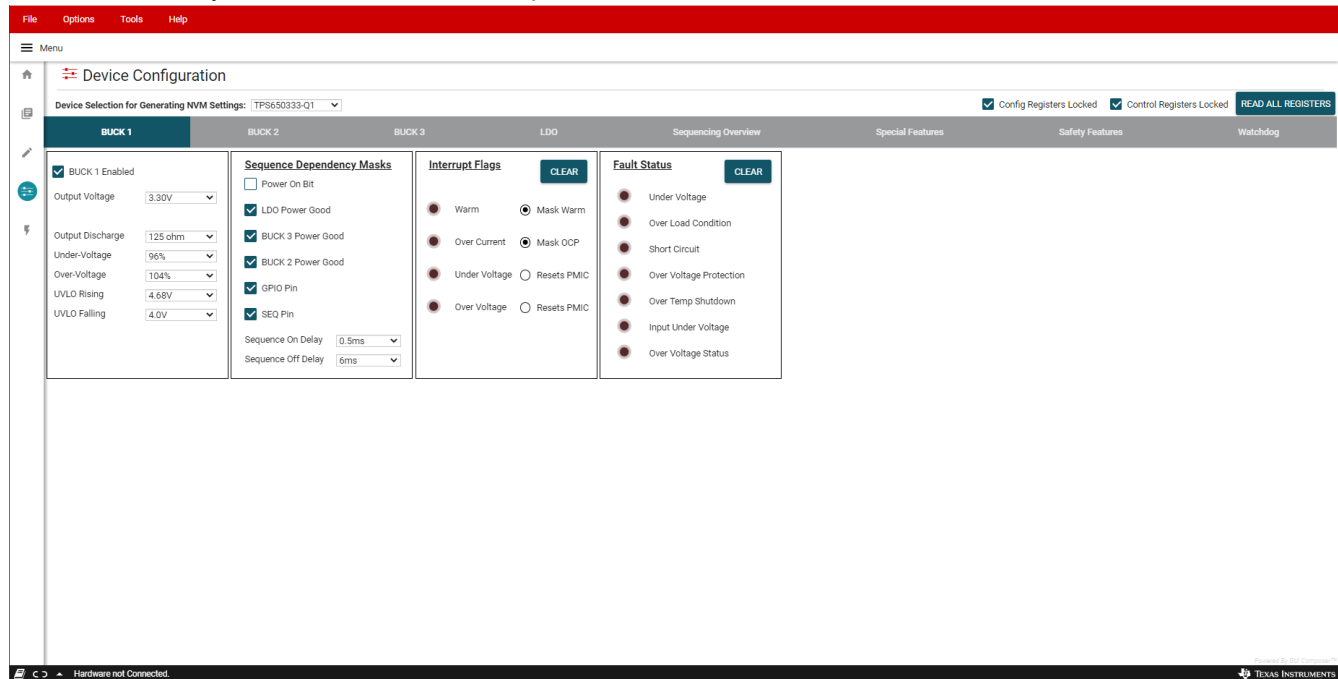 File Options Tools Help
Menu
Device Configuration
Device Selection for Generating NVM Settings: TPS650333-Q1
Config Registers Locked Control Registers Locked READ ALL REGISTERS
BUCK 1 BUCK 2 BUCK 3 LDO Sequencing Overview Special Features Safety Features Watchdog
BUCK 1 Enabled
Output Voltage 3.30V
Output Discharge 125 ohm
Under-Voltage 96%
Over-Voltage 104%
UVLO Rising 4.68V
UVLO Falling 4.0V
Sequence Dependency Masks
Power On Bit
LDO Power Good
BUCK 3 Power Good
BUCK 2 Power Good
GPIO Pin
SEQ Pin
Sequence On Delay 0.5ms
Sequence Off Delay 6ms
Interrupt Flags CLEAR
Warm Mask Warm
Over Current Mask OCP
Under Voltage Resets PMIC
Over Voltage Resets PMIC
Fault Status CLEAR
Under Voltage
Over Load Condition
Short Circuit
Over Voltage Protection
Over Temp Shutdown
Input Under Voltage
Over Voltage Status
Powered By GUI Composer™
Hardware not Connected.
TEXAS INSTRUMENTS